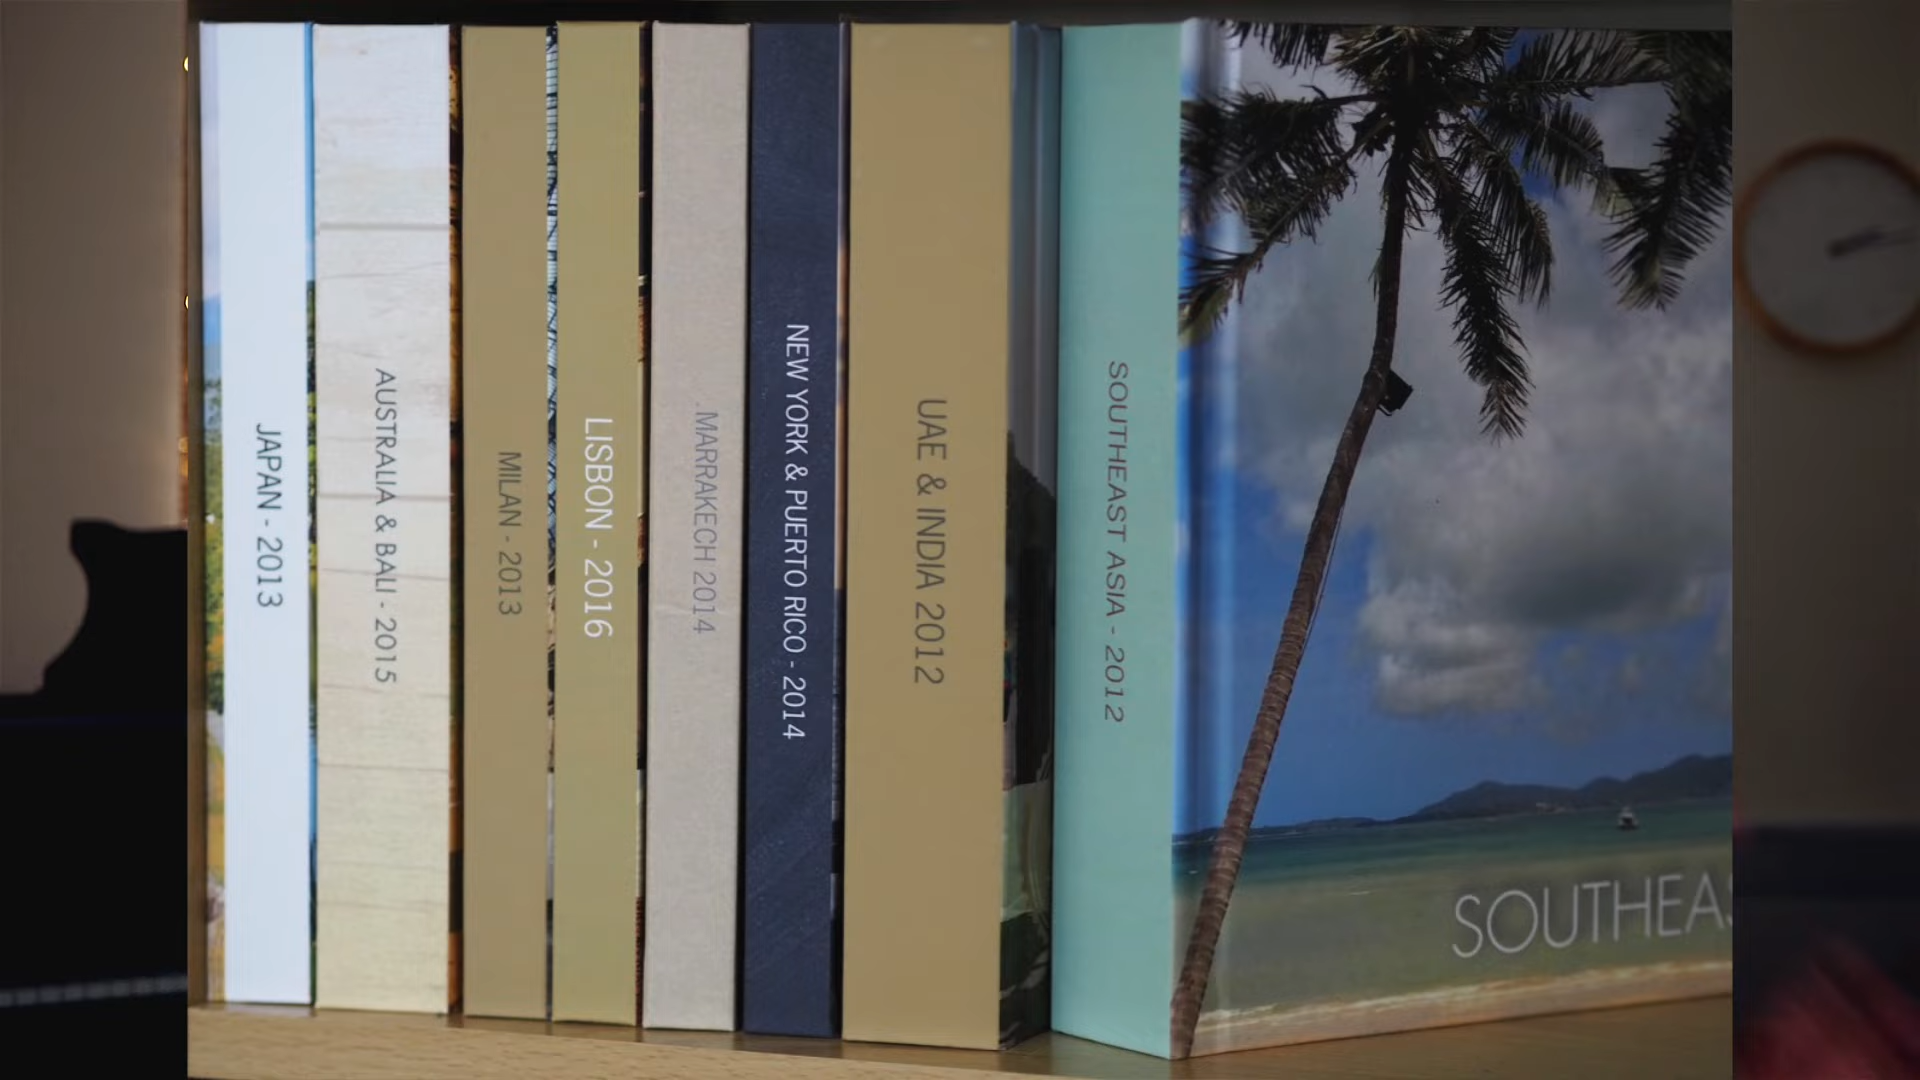 JAPAN - 2013
AUSTRALIA & BALI - 2015
MILAN - 2013
LISBON - 2016
MARRAKECH 2014
NEW YORK & PUERTO RICO - 2014
UAE & INDIA 2012
SOUTHEAST ASIA - 2012
SOUTHEAS